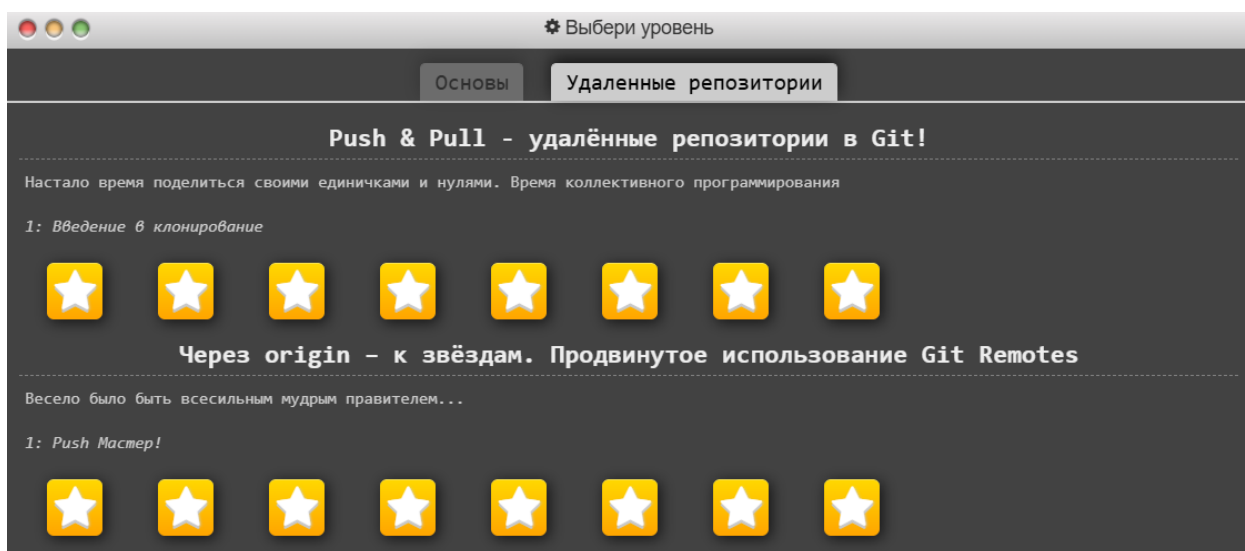 Выбери уровень
Основы
Удаленные репозитории
Push & Pull - удалённые репозитории в Git!
Настало время поделиться своими единичками и нулями. Время коллективного программирования
1: Введение в клонирование
Через origin – к звёздам. Продвинутое использование Git Remotes
Весело было быть всесильным мудрым правителем...
1: Push Мастер!